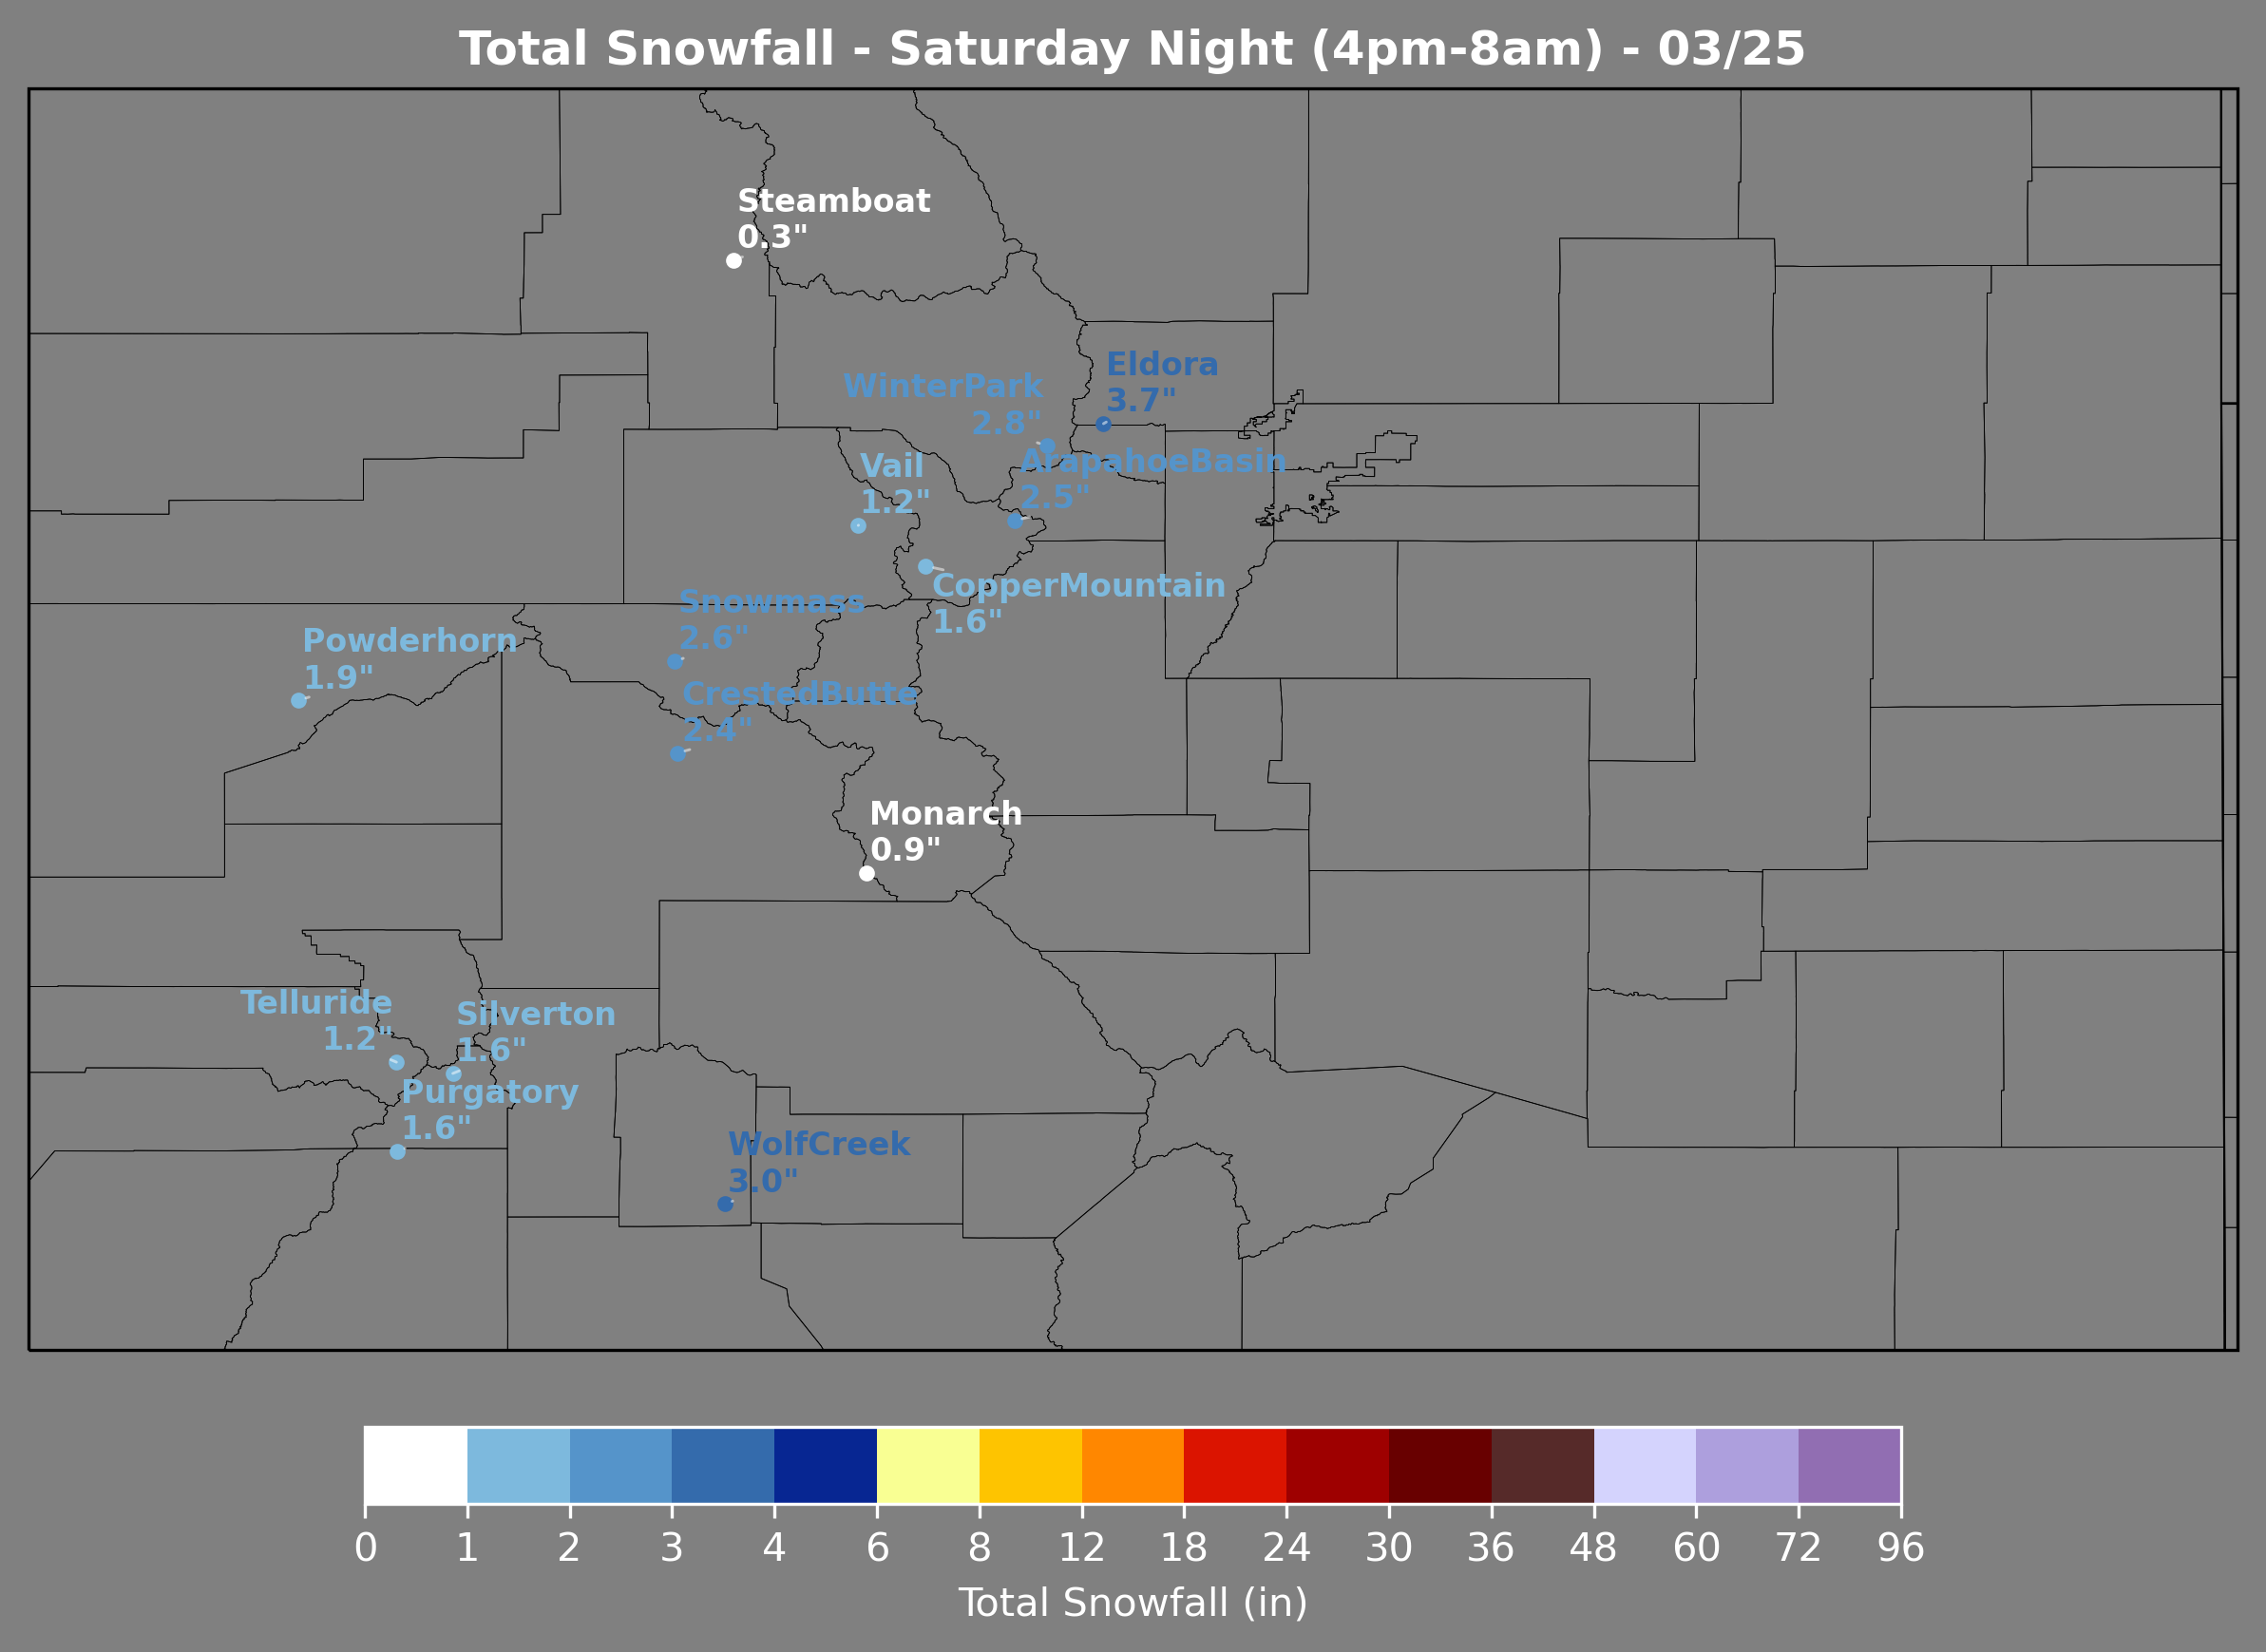 Total Snowfall - Saturday Night (4pm-8am) - 03/25
Steamboat
0.3"
Eldora
3.7"
WinterPark
2.8"
Vail
1.2"
ArapahoeBasin
2.5"
CopperMountain
1.6"
Snowmass
2.6"
Powderhorn
1.9"
CrestedButte
2.4"
Monarch
0.9"
Telluride
1.2"
Silverton
1.6"
Purgatory
1.6"
WolfCreek
3.0"
0 1 2 3 4 6 8 12 18 24 30 36 48 60 72 96
Total Snowfall (in)